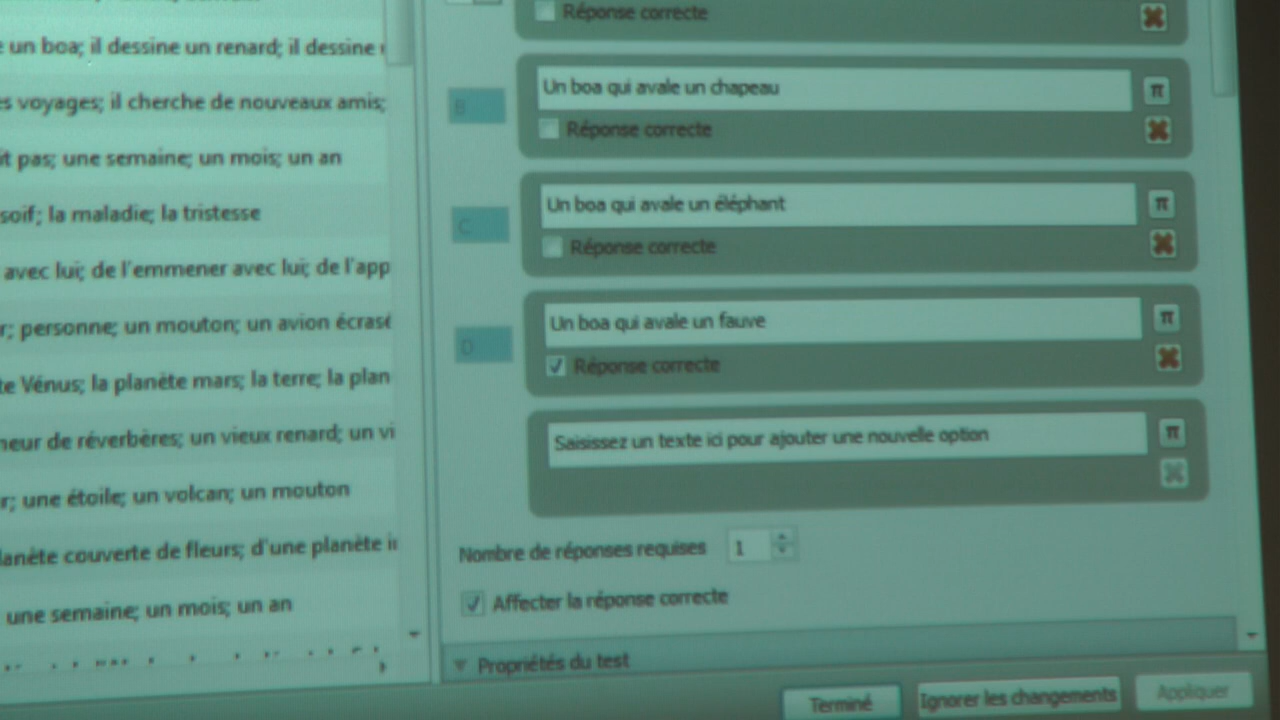 un boa; il dessine un renard; il dessine
voyages; il cherche de nouveaux amis;
pas; une semaine; un mois; un an
soif; la maladie; la tristesse
avec lui; de l'emmener avec lui; de l'app
personne; un mouton; un avion écrasé
Vénus; la planète mars; la terre; la plan
de réverbères; un vieux renard; un vi
une étoile; un volcan; un mouton
couverte de fleurs; d'une planète
une semaine; un mois; un an
Réponse correcte
B
Un boa qui avale un chapeau
π
Réponse correcte
C
Un boa qui avale un éléphant
π
Réponse correcte
D
Un boa qui avale un fauve
π
Réponse correcte
Saisissez un texte ici pour ajouter une nouvelle option
π
Nombre de réponses requises 1
Affecter la réponse correcte
Propriétés du test
Terminé
Ignorer les changements
Appliquer